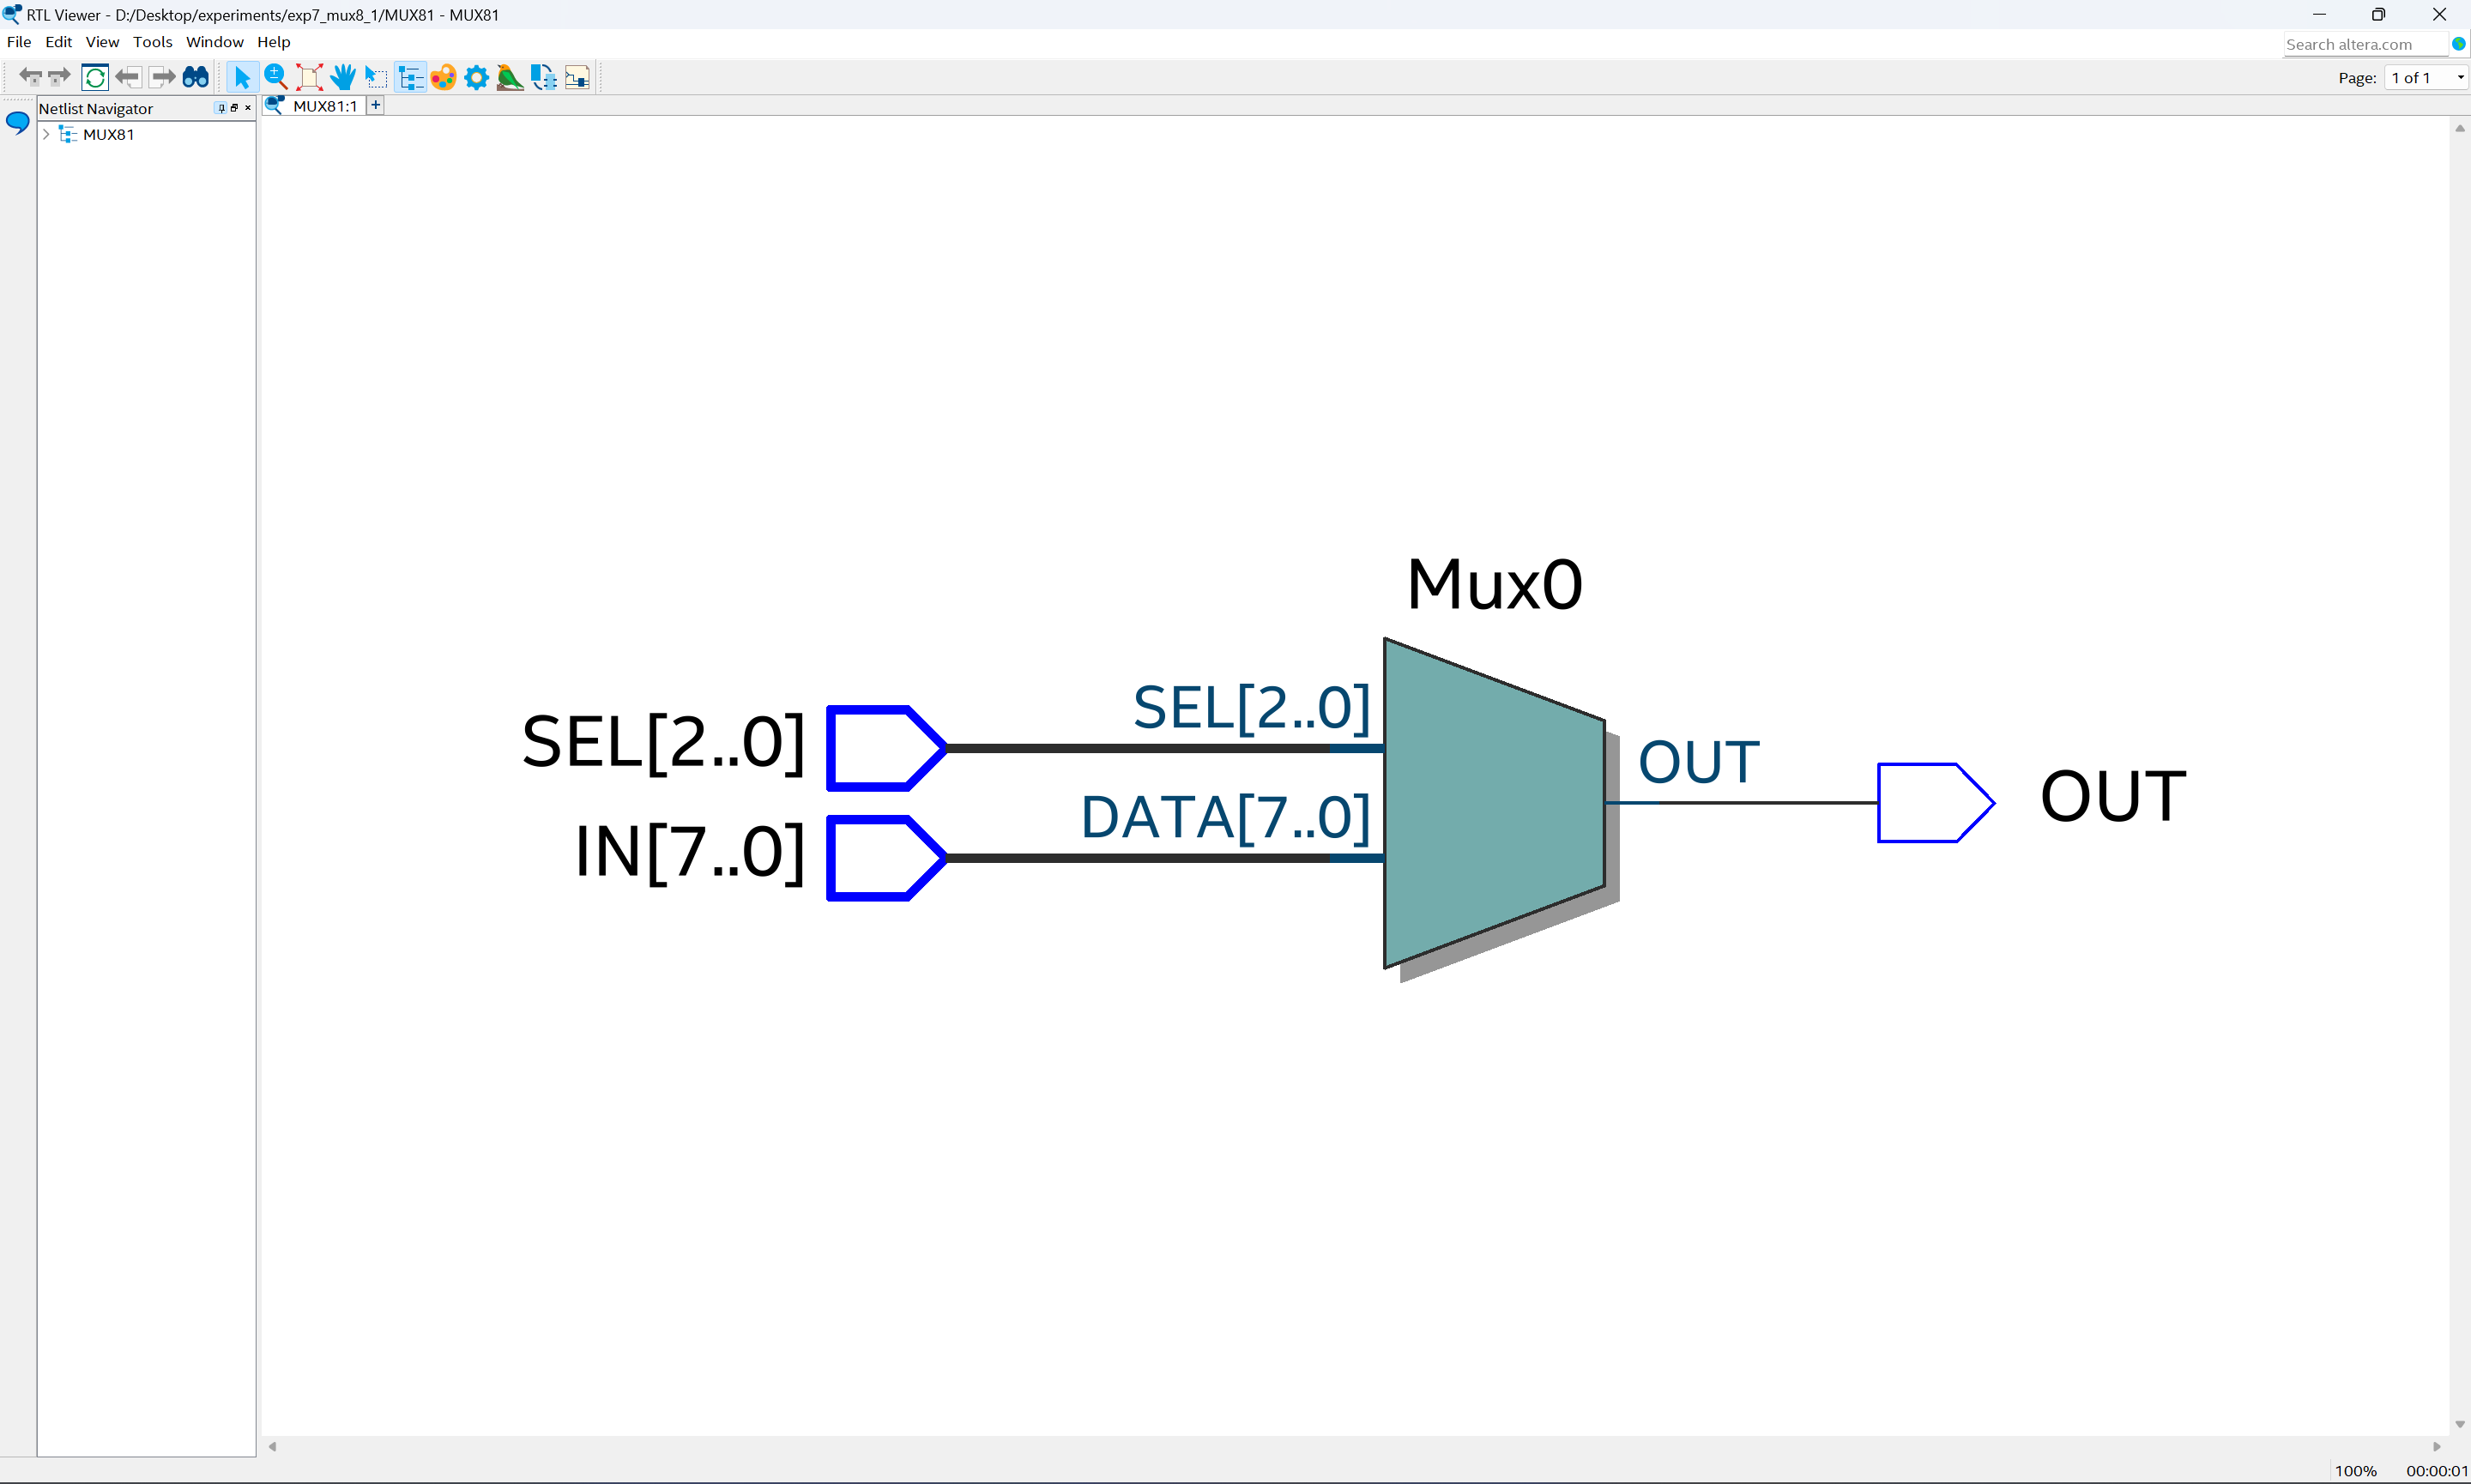 RTL Viewer - D:/Desktop/experiments/exp7_mux8_1/MUX81 - MUX81
File Edit View Tools Window Help
Search altera.com
Page: 1 of 1
Netlist Navigator
MUX81:1
MUX81
Mux0
SEL[2..0]
SEL[2..0]
OUT
OUT
DATA[7..0]
IN[7..0]
100% 00:00:01